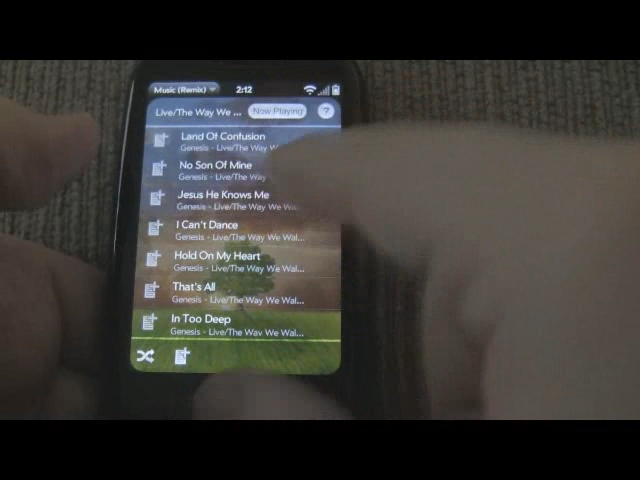 Music (Remix) 2:12
Live/The Way We ... Now Playing ?
Land Of Confusion
Genesis - Live/The Way We
No Son Of Mine
Genesis - Live/The Way
Jesus He Knows Me
Genesis - Live/The Way We Wal...
I Can't Dance
Genesis - Live/The Way We Wal...
Hold On My Heart
Genesis - Live/The Way We Wal...
That's All
Genesis - Live/The Way We Wal...
In Too Deep
Genesis - Live/The Way We Wal...